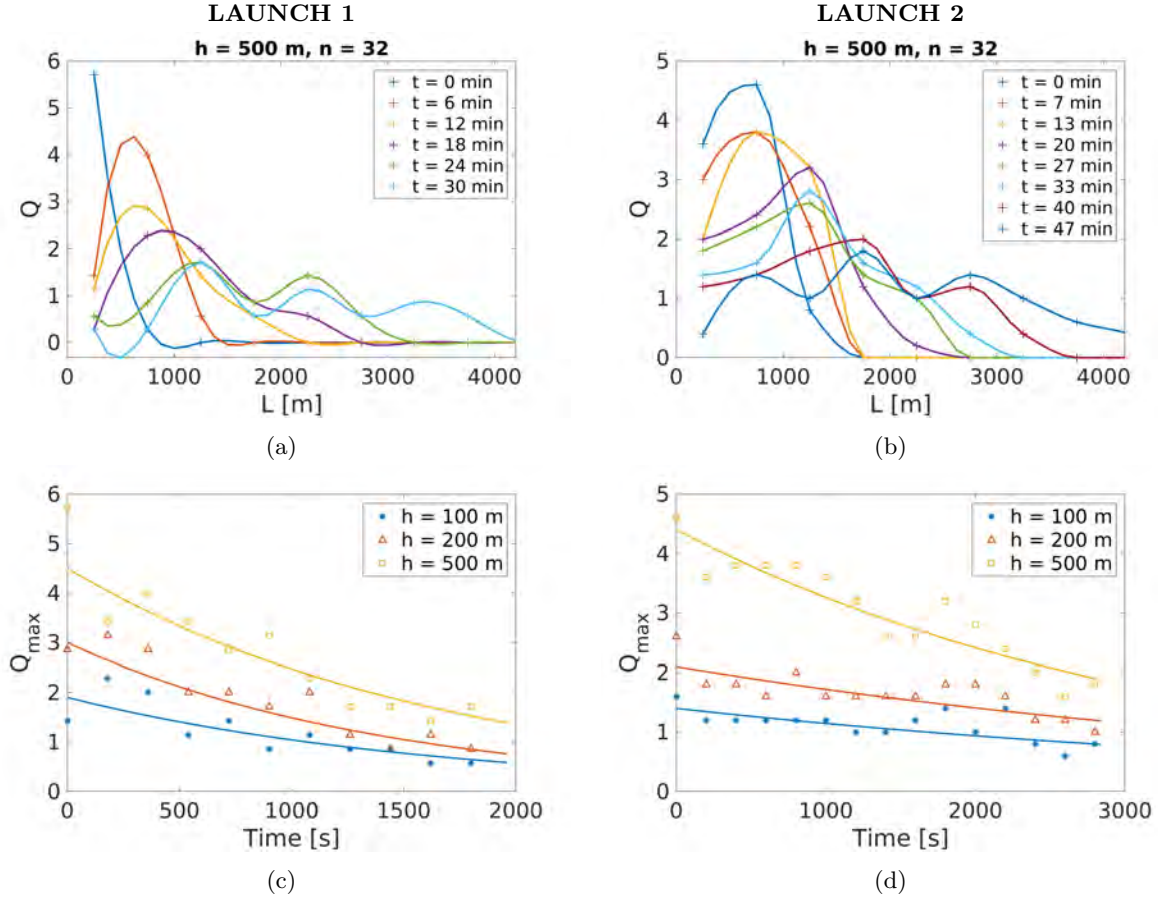 LAUNCH 1
LAUNCH 2
h = 500 m, n = 32
h = 500 m, n = 32
6
5
4
3
2
1
0
Q
t = 0 min
t = 6 min
t = 12 min
t = 18 min
t = 24 min
t = 30 min
0 1000 2000 3000 4000
L [m]
(a)
5
4
3
2
1
0
Q
t = 0 min
t = 7 min
t = 13 min
t = 20 min
t = 27 min
t = 33 min
t = 40 min
t = 47 min
0 1000 2000 3000 4000
L [m]
(b)
6
5
4
3
2
1
0
Qmax
h = 100 m
h = 200 m
h = 500 m
0 500 1000 1500 2000
Time [s]
(c)
5
4
3
2
1
0
Qmax
h = 100 m
h = 200 m
h = 500 m
0 1000 2000 3000
Time [s]
(d)